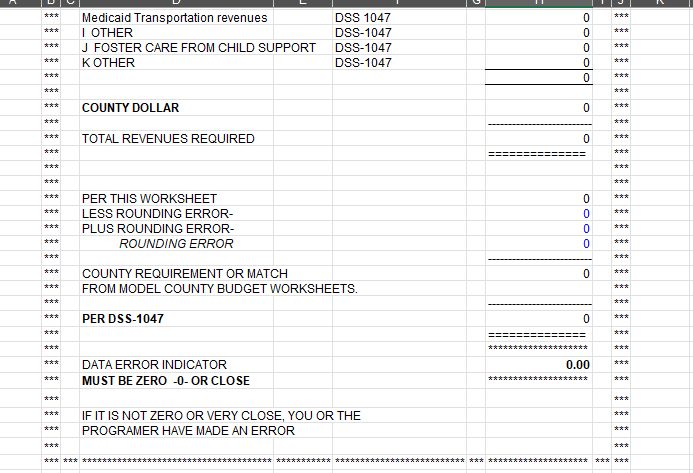 *** Medicaid Transportation revenues DSS 1047 0 ***
*** I OTHER DSS-1047 0 ***
*** J FOSTER CARE FROM CHILD SUPPORT DSS-1047 0 ***
*** K OTHER DSS-1047 0 ***
*** 0 ***
*** ***
*** COUNTY DOLLAR 0 ***
*** -------------------------- ***
*** TOTAL REVENUES REQUIRED 0 ***
*** ============== ***
*** ***
*** ***
*** PER THIS WORKSHEET 0 ***
*** LESS ROUNDING ERROR- 0 ***
*** PLUS ROUNDING ERROR- 0 ***
*** ROUNDING ERROR 0 ***
*** -------------------------- ***
*** COUNTY REQUIREMENT OR MATCH 0 ***
*** FROM MODEL COUNTY BUDGET WORKSHEETS. ***
*** -------------------------- ***
*** PER DSS-1047 0 ***
*** ============== ***
*** ******************** ***
*** DATA ERROR INDICATOR 0.00 ***
*** MUST BE ZERO -0- OR CLOSE ******************** ***
*** ***
*** IF IT IS NOT ZERO OR VERY CLOSE, YOU OR THE ***
*** PROGRAMER HAVE MADE AN ERROR ***
*** ***
*** *** ************************************** *********** ************************** *** ******************** *** ***